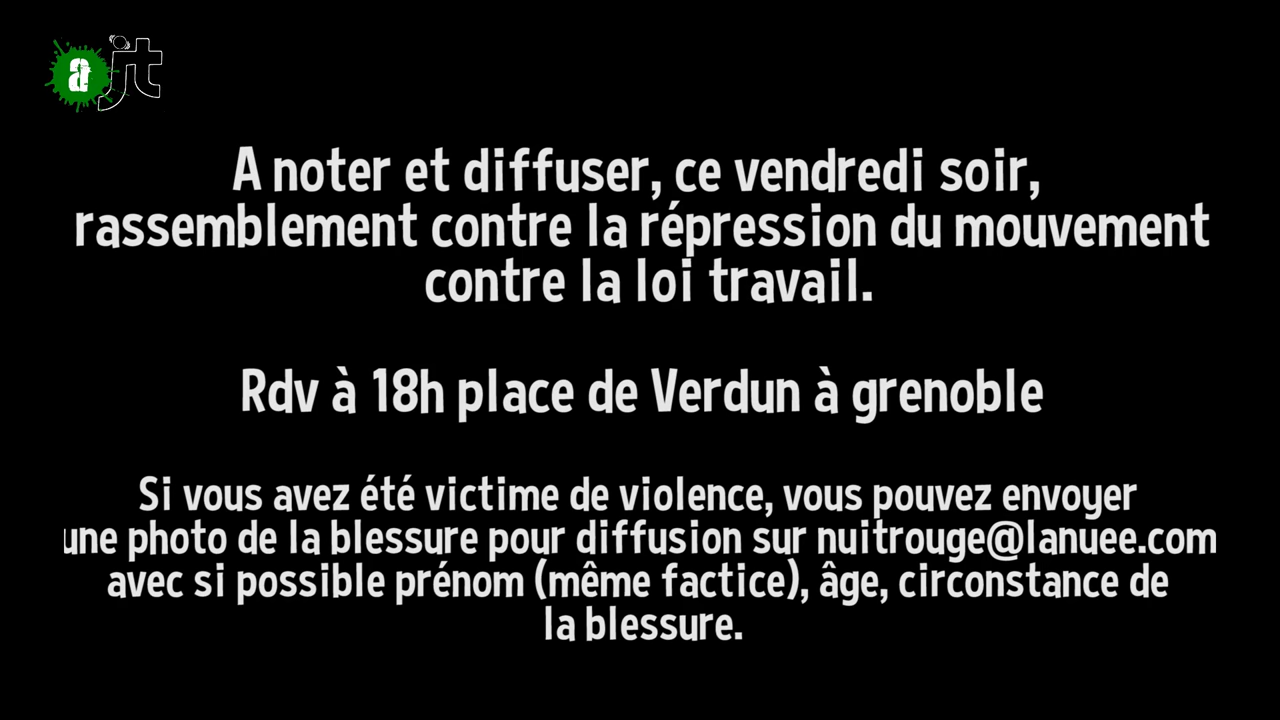 ajt
A noter et diffuser, ce vendredi soir,
rassemblement contre la répression du mouvement
contre la loi travail.
Rdv à 18h place de Verdun à grenoble
Si vous avez été victime de violence, vous pouvez envoyer
une photo de la blessure pour diffusion sur nuitrouge@lanuee.com
avec si possible prénom (même factice), âge, circonstance de
la blessure.